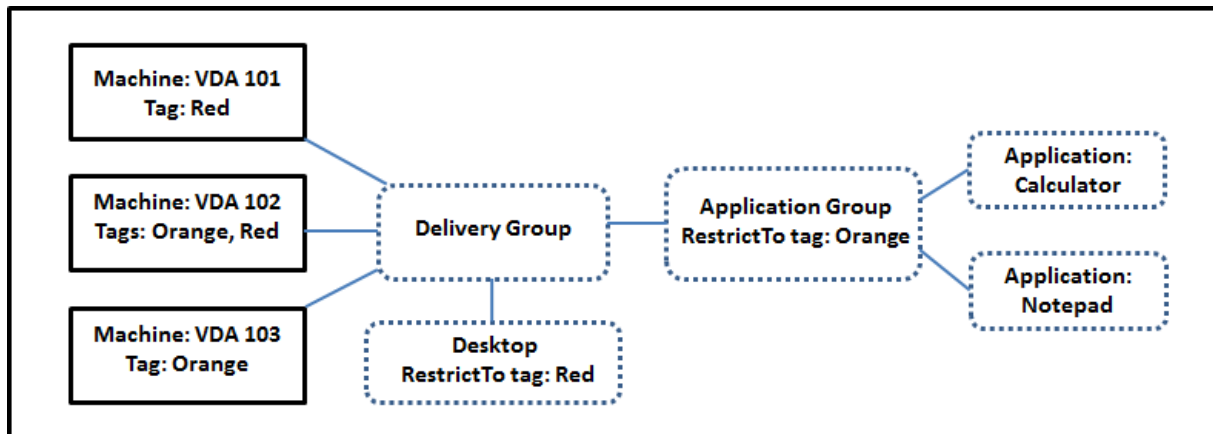 Machine: VDA 101
Tag: Red
Machine: VDA 102
Tags: Orange, Red
Machine: VDA 103
Tag: Orange
Delivery Group
Desktop
RestrictTo tag: Red
Application Group
RestrictTo tag: Orange
Application:
Calculator
Application:
Notepad